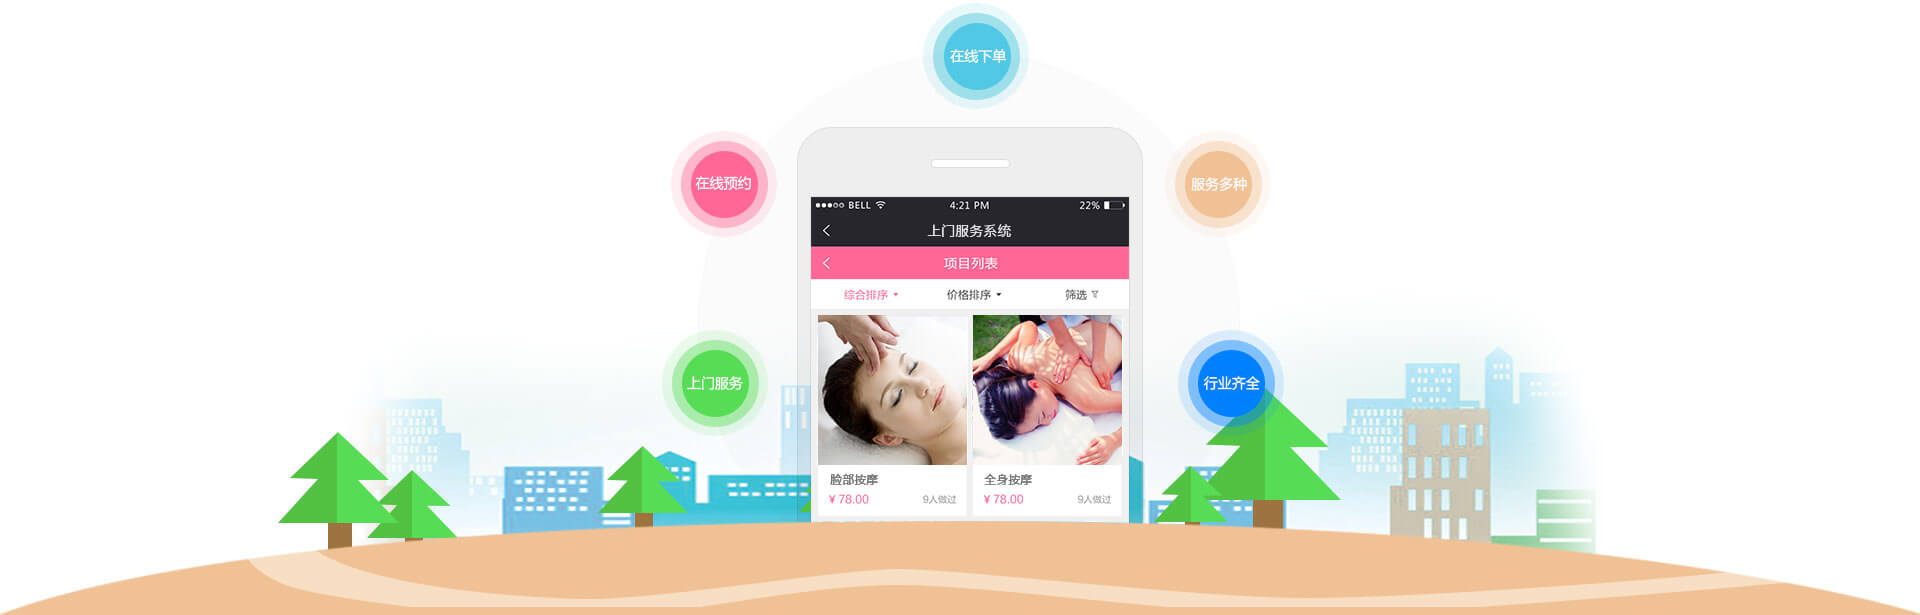 在线下单
在线预约
服务多种
BELL
4:21 PM
22%
上门服务系统
项目列表
综合排序
价格排序
筛选
上门服务
行业齐全
脸部按摩
全身按摩
¥ 78.00
9人做过
¥ 78.00
9人做过